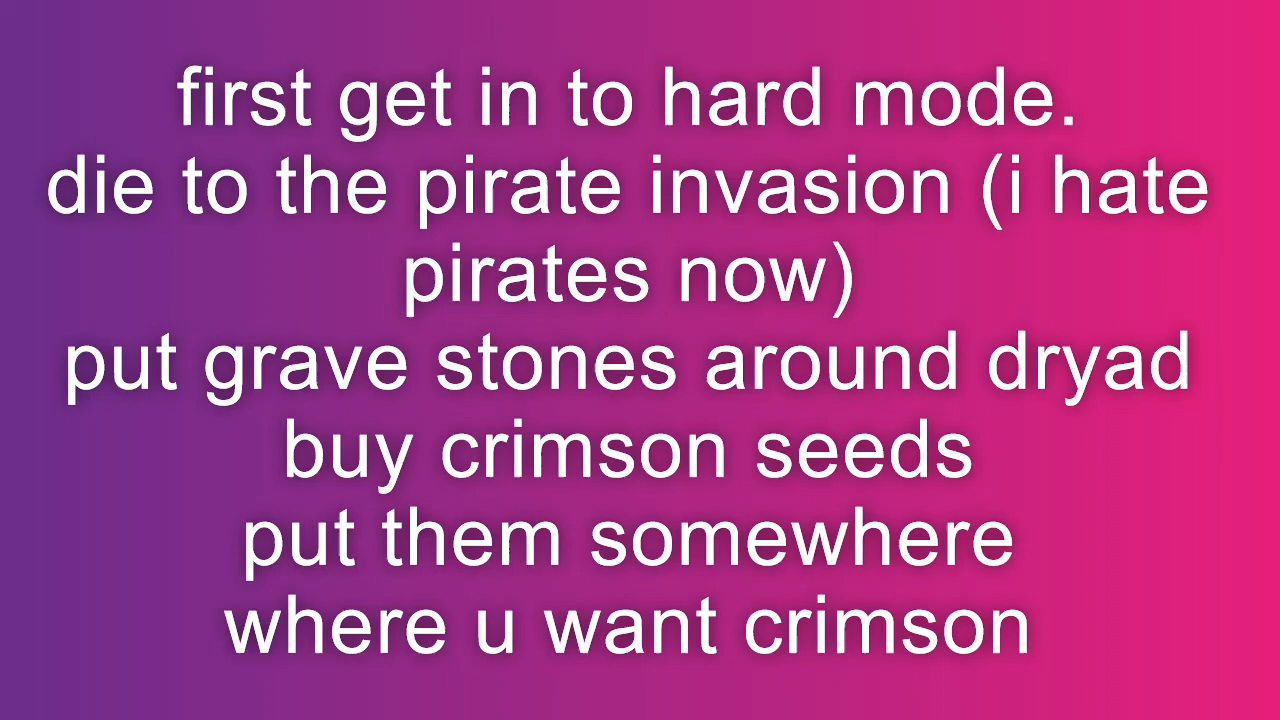 first get in to hard mode.
die to the pirate invasion (i hate
pirates now)
put grave stones around dryad
buy crimson seeds
put them somewhere
where u want crimson